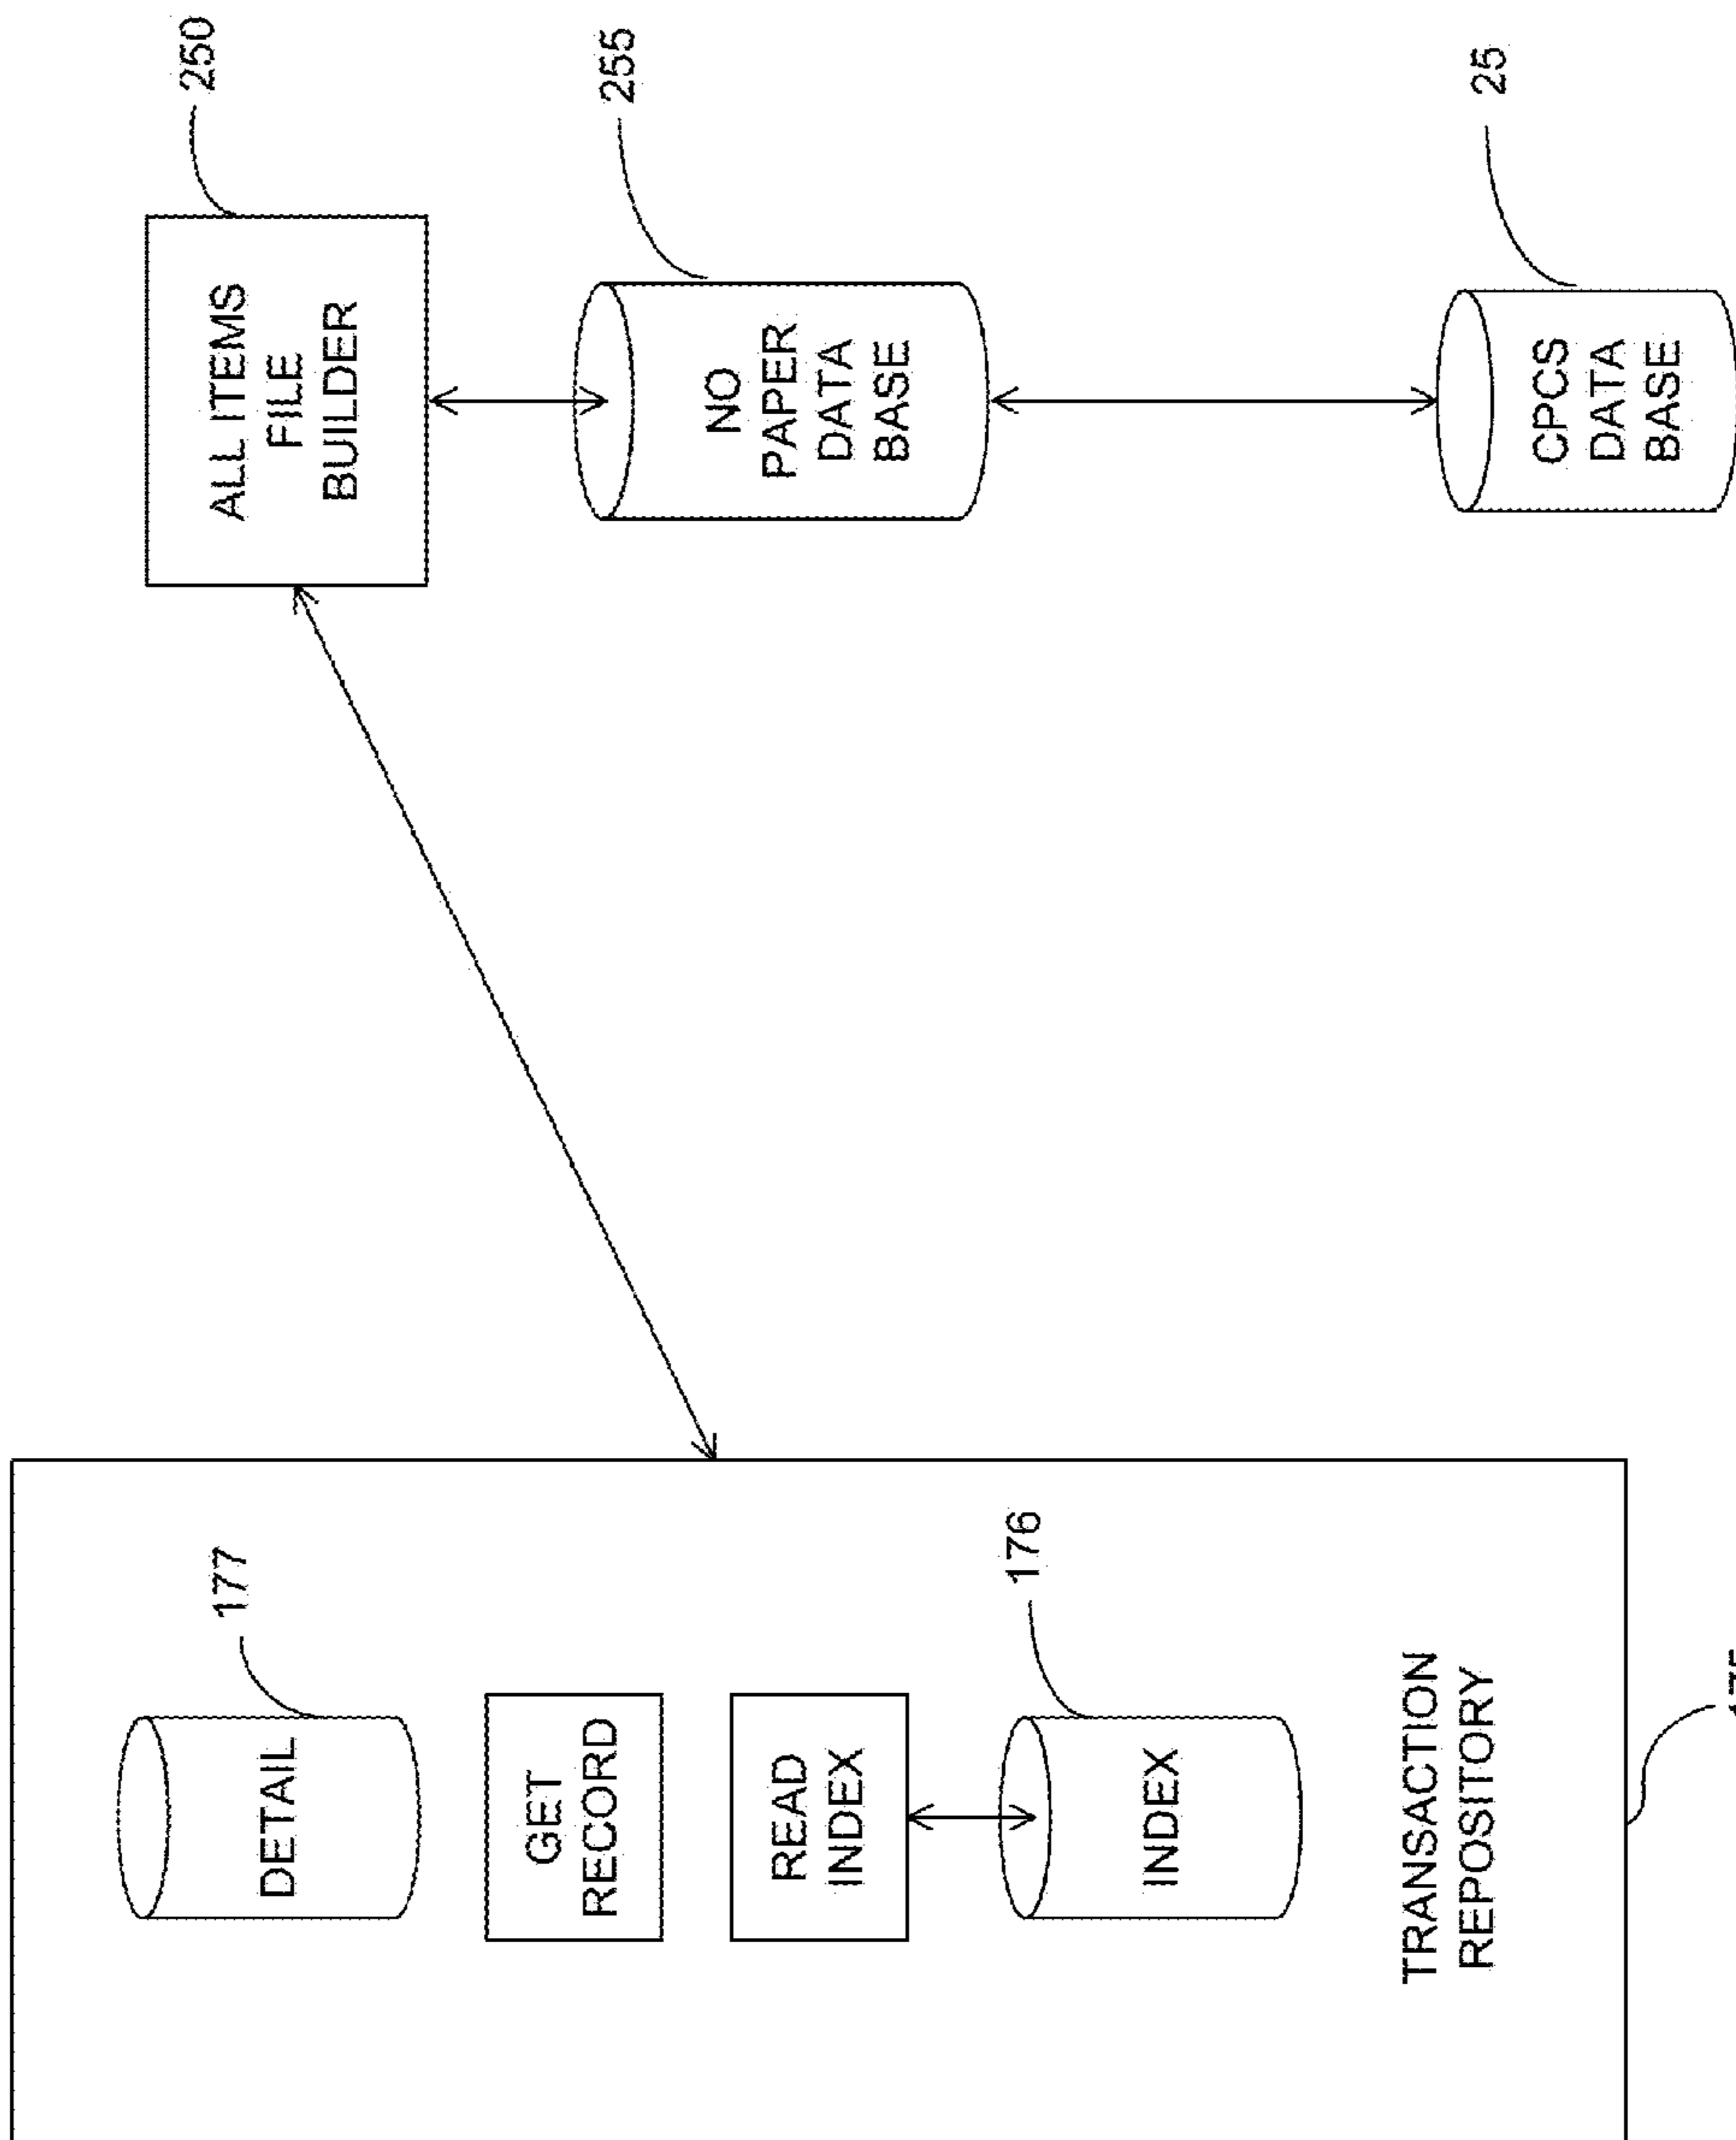 DETAIL
177
GET
RECORD
READ
INDEX
INDEX
176
TRANSACTION
REPOSITORY
ALL ITEMS
FILE
BUILDER
250
NO
PAPER
DATA
BASE
255
CPCS
DATA
BASE
25